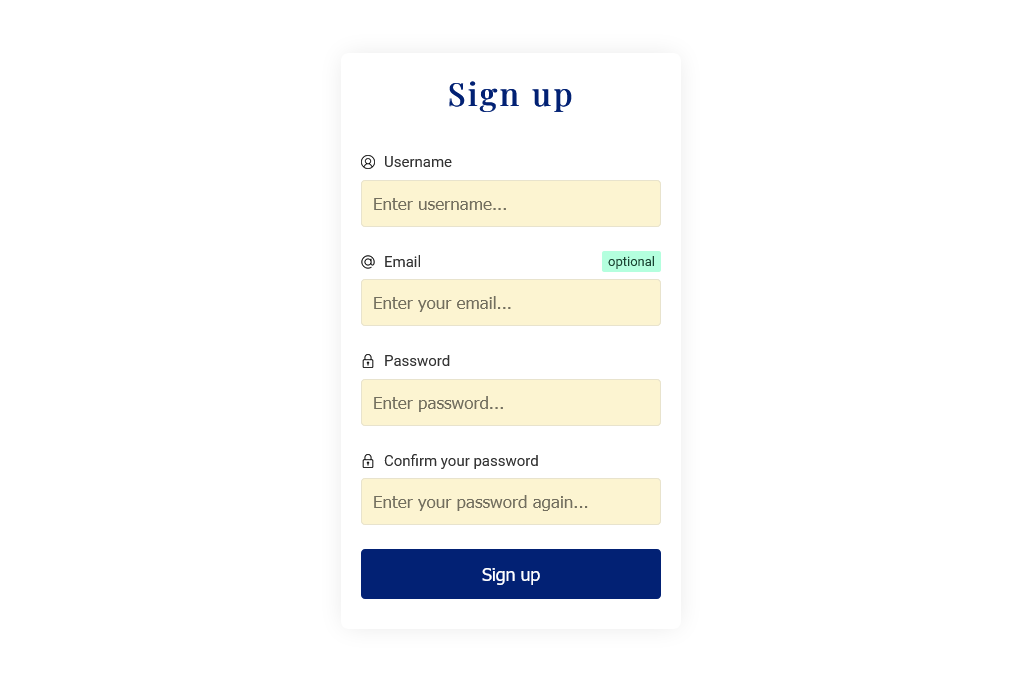 Sign up
Username
Enter username...
Email optional
Enter your email...
Password
Enter password...
Confirm your password
Enter your password again...
Sign up